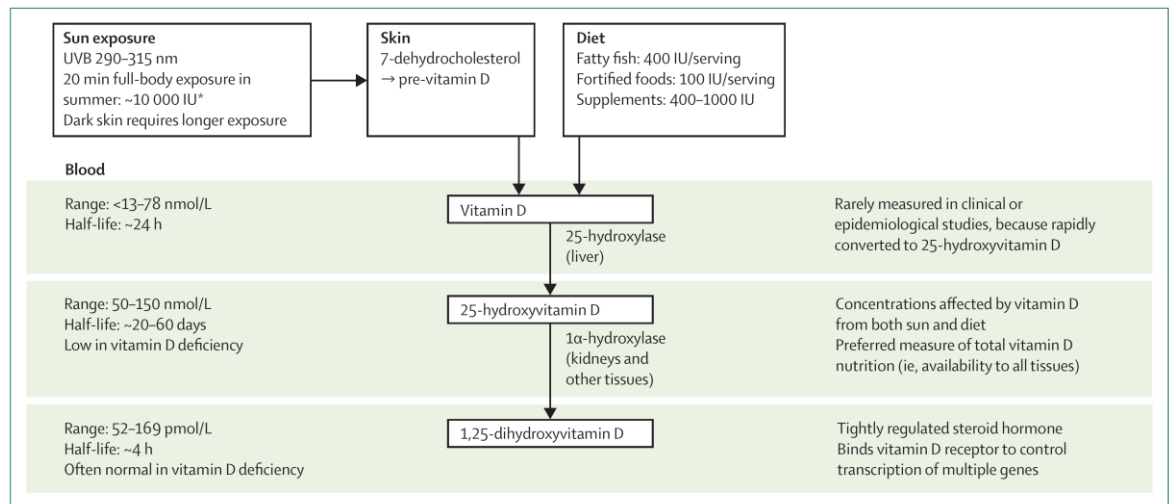 Sun exposure
UVB 290–315 nm
20 min full-body exposure in
summer: ~10 000 IU*
Dark skin requires longer exposure
Skin
7-dehydrocholesterol
→ pre-vitamin D
Diet
Fatty fish: 400 IU/serving
Fortified foods: 100 IU/serving
Supplements: 400–1000 IU
Blood
Range: <13–78 nmol/L
Half-life: ~24 h
Vitamin D
25-hydroxylase
(liver)
Rarely measured in clinical or
epidemiological studies, because rapidly
converted to 25-hydroxyvitamin D
Range: 50–150 nmol/L
Half-life: ~20–60 days
Low in vitamin D deficiency
25-hydroxyvitamin D
1α-hydroxylase
(kidneys and
other tissues)
Concentrations affected by vitamin D
from both sun and diet
Preferred measure of total vitamin D
nutrition (ie, availability to all tissues)
Range: 52–169 pmol/L
Half-life: ~4 h
Often normal in vitamin D deficiency
1,25-dihydroxyvitamin D
Tightly regulated steroid hormone
Binds vitamin D receptor to control
transcription of multiple genes